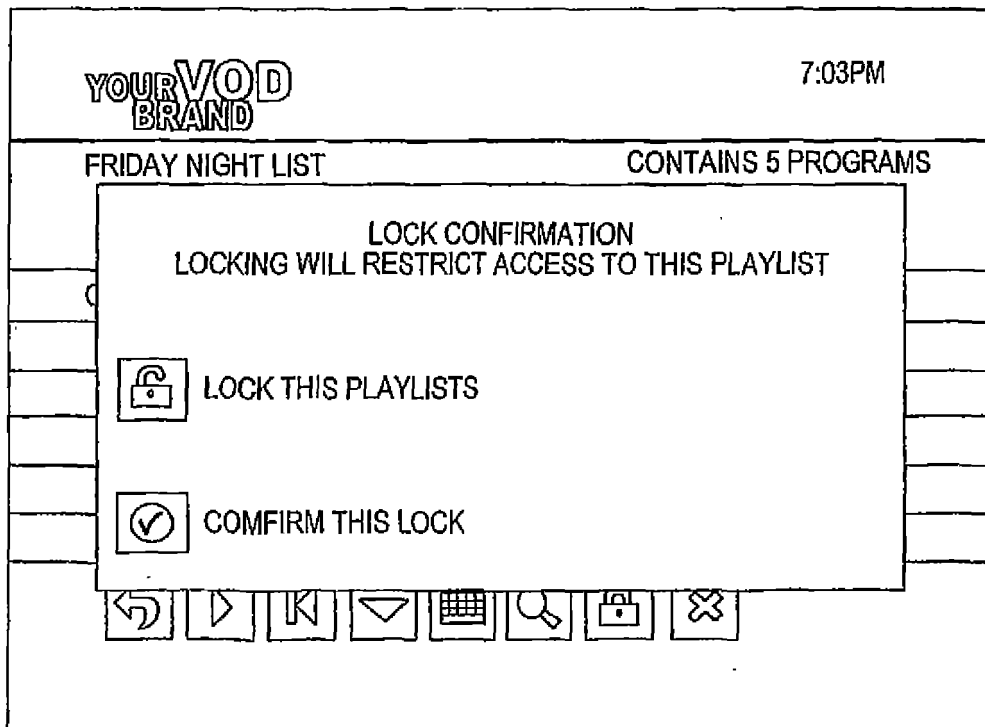 YOUR VOD
BRAND
7:03PM
FRIDAY NIGHT LIST
CONTAINS 5 PROGRAMS
LOCK CONFIRMATION
LOCKING WILL RESTRICT ACCESS TO THIS PLAYLIST
LOCK THIS PLAYLISTS
COMFIRM THIS LOCK